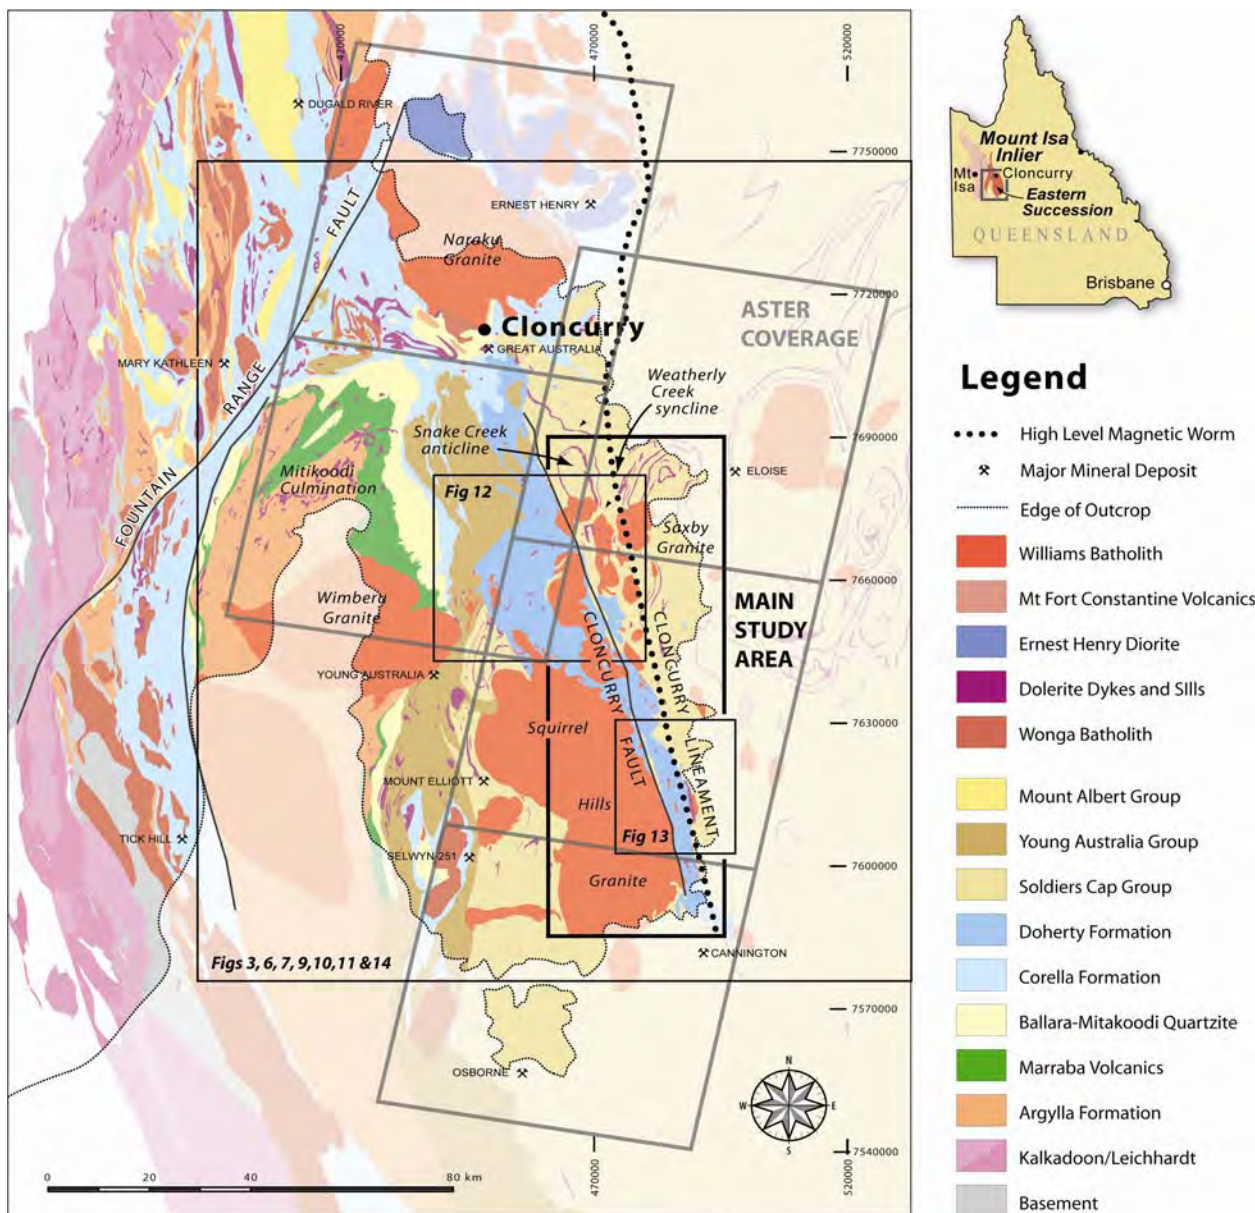 420000
470000
520000
7750000
7720000
7690000
7660000
7630000
7600000
7570000
7540000
470000
520000
DUGALD RIVER
ERNEST HENRY
Naraku
Granite
FAULT
RANGE
FOUNTAIN
Cloncurry
GREAT AUSTRALIA
MARY KATHLEEN
ASTER
COVERAGE
Weatherly
Creek
syncline
Snake Creek
anticline
ELOISE
Mitikoodi
Culmination
Fig 12
Saxby
Granite
Wimberu
Granite
MAIN
STUDY
AREA
CLONCURRY
FAULT
CLONCURRY
LINEAMENT
YOUNG AUSTRALIA
Squirrel
Hills
Granite
MOUNT ELLIOTT
Fig 13
TICK HILL
SELWYN 251
Figs 3, 6, 7, 9,10,11 &14
CANNINGTON
OSBORNE
N
W
E
S
0 20 40 80 km
Mount Isa
Inlier
Mt
Isa
Cloncurry
Eastern
Succession
QUEENSLAND
Brisbane
Legend
High Level Magnetic Worm
Major Mineral Deposit
Edge of Outcrop
Williams Batholith
Mt Fort Constantine Volcanics
Ernest Henry Diorite
Dolerite Dykes and SIlls
Wonga Batholith
Mount Albert Group
Young Australia Group
Soldiers Cap Group
Doherty Formation
Corella Formation
Ballara-Mitakoodi Quartzite
Marraba Volcanics
Argylla Formation
Kalkadoon/Leichhardt
Basement